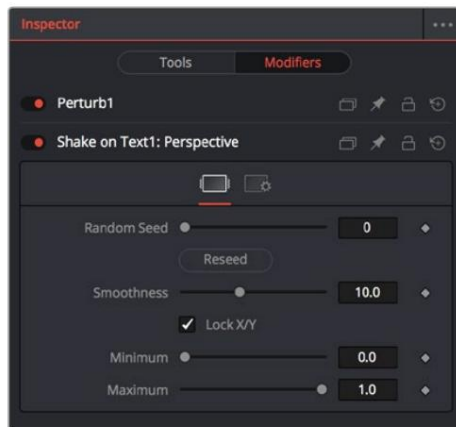 Inspector
Tools Modifiers
Perturb1
Shake on Text1: Perspective
Random Seed 0
Reseed
Smoothness 10.0
Lock X/Y
Minimum 0.0
Maximum 1.0